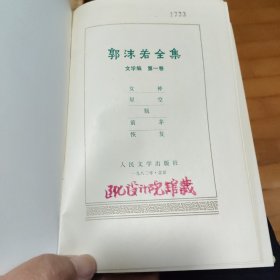 1733
郭沫若全集
文学编 第一卷
女神
星空
瓶
前茅
恢复
人民文学出版社
一九八二年·北京